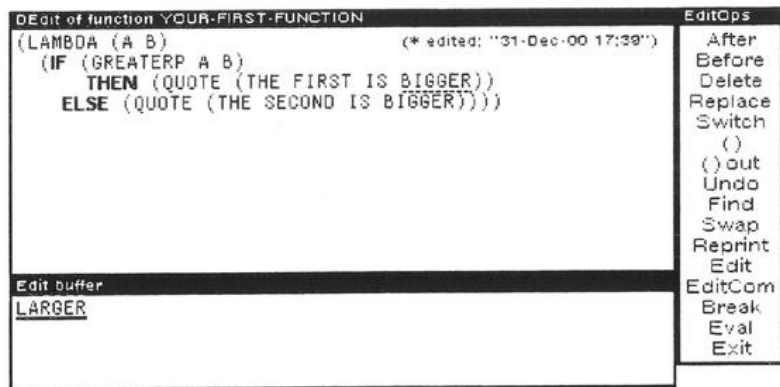 DEdit of function YOUR-FIRST-FUNCTION
(LAMBDA (A B) (* edited: "31-Dec-00 17:39")
(IF (GREATERP A B)
THEN (QUOTE (THE FIRST IS BIGGER))
ELSE (QUOTE (THE SECOND IS BIGGER))))
Edit buffer
LARGER
EditOps
After
Before
Delete
Replace
Switch
()
() out
Undo
Find
Swap
Reprint
Edit
EditCom
Break
Eval
Exit